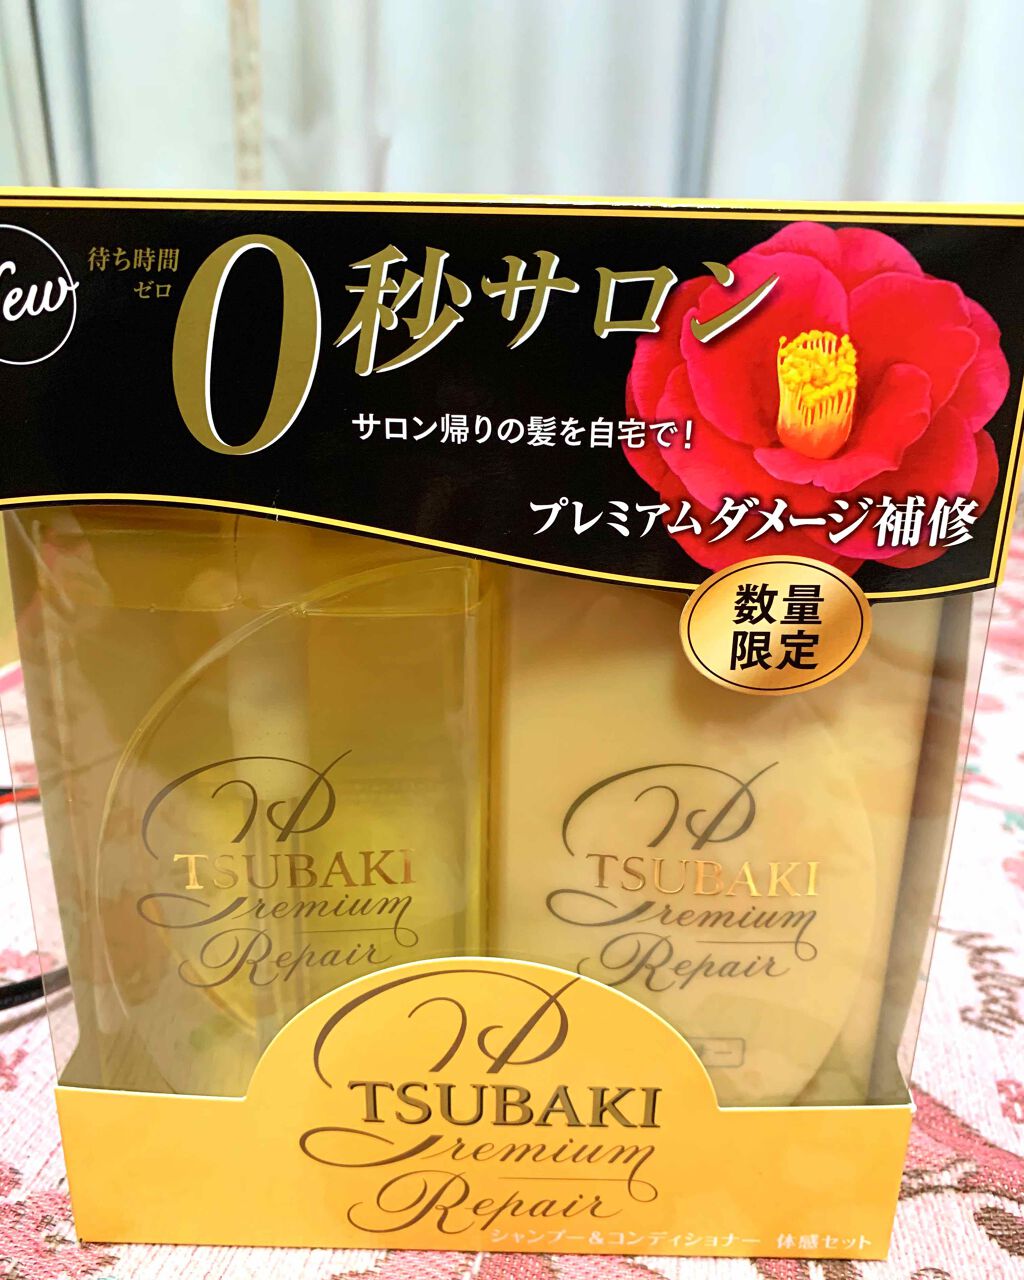 New
待ち時間
ゼロ
0秒サロン
サロン帰りの髪を自宅で!
プレミアムダメージ補修
数量
限定
TSUBAKI
Premium
Repair
TSUBAKI
Premium
Repair
TSUBAKI
Premium
Repair
シャンプー&コンディショナー 体感セット